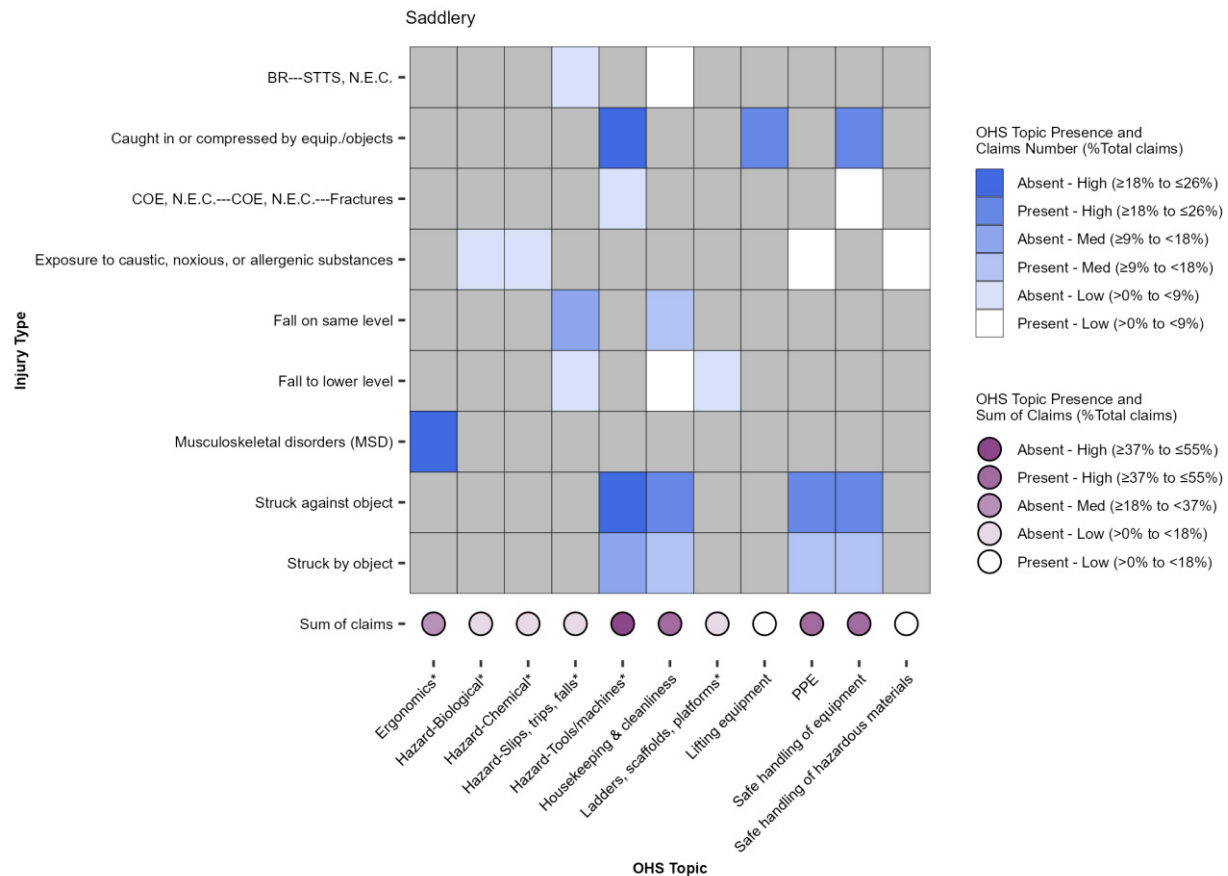 Saddlery
BR---STTS, N.E.C.
Caught in or compressed by equip./objects
COE, N.E.C.---COE, N.E.C.---Fractures
Exposure to caustic, noxious, or allergenic substances
Fall on same level
Fall to lower level
Musculoskeletal disorders (MSD)
Struck against object
Struck by object
Sum of claims
Injury Type
Ergonomics*
Hazard-Biological*
Hazard-Chemical*
Hazard-Slips, trips, falls*
Hazard-Tools/machines*
Housekeeping & cleanliness
Ladders, scaffolds, platforms*
Lifting equipment
PPE
Safe handling of equipment
Safe handling of hazardous materials
OHS Topic
OHS Topic Presence and
Claims Number (%Total claims)
Absent - High (≥18% to ≤26%)
Present - High (≥18% to ≤26%)
Absent - Med (≥9% to <18%)
Present - Med (≥9% to <18%)
Absent - Low (>0% to <9%)
Present - Low (>0% to <9%)
OHS Topic Presence and
Sum of Claims (%Total claims)
Absent - High (≥37% to ≤55%)
Present - High (≥37% to ≤55%)
Absent - Med (≥18% to <37%)
Absent - Low (>0% to <18%)
Present - Low (>0% to <18%)